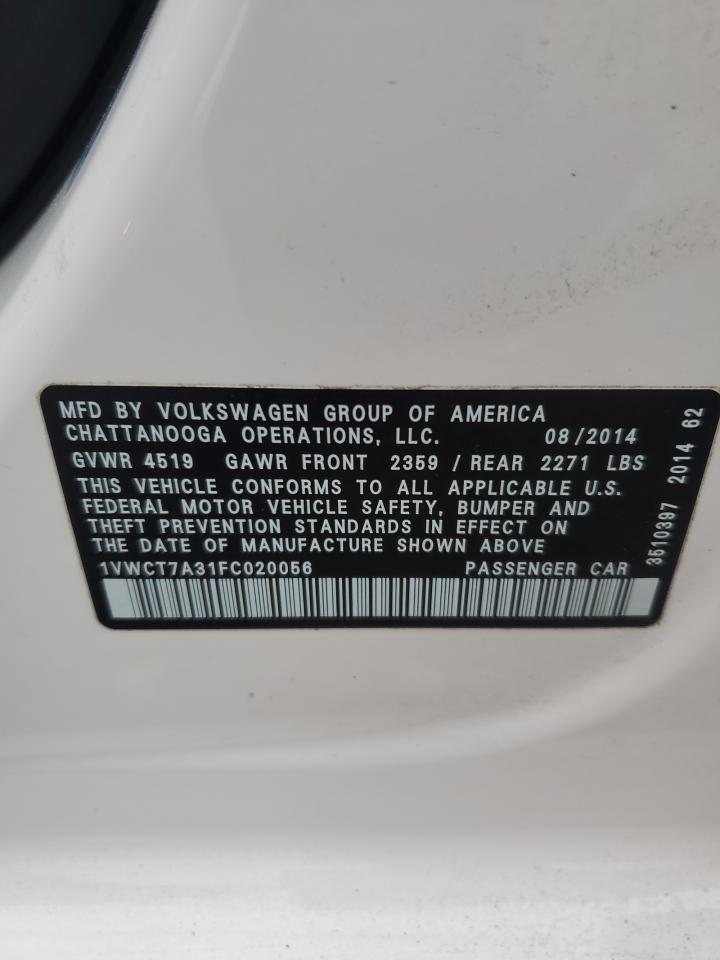 MFD BY VOLKSWAGEN GROUP OF AMERICA
CHATTANOOGA OPERATIONS, LLC. 08/2014
GVWR 4519 GAWR FRONT 2359 / REAR 2271 LBS
THIS VEHICLE CONFORMS TO ALL APPLICABLE U.S.
FEDERAL MOTOR VEHICLE SAFETY, BUMPER AND
THEFT PREVENTION STANDARDS IN EFFECT ON
THE DATE OF MANUFACTURE SHOWN ABOVE
1VWCT7A31FC020056 PASSENGER CAR
3510397 2014 62